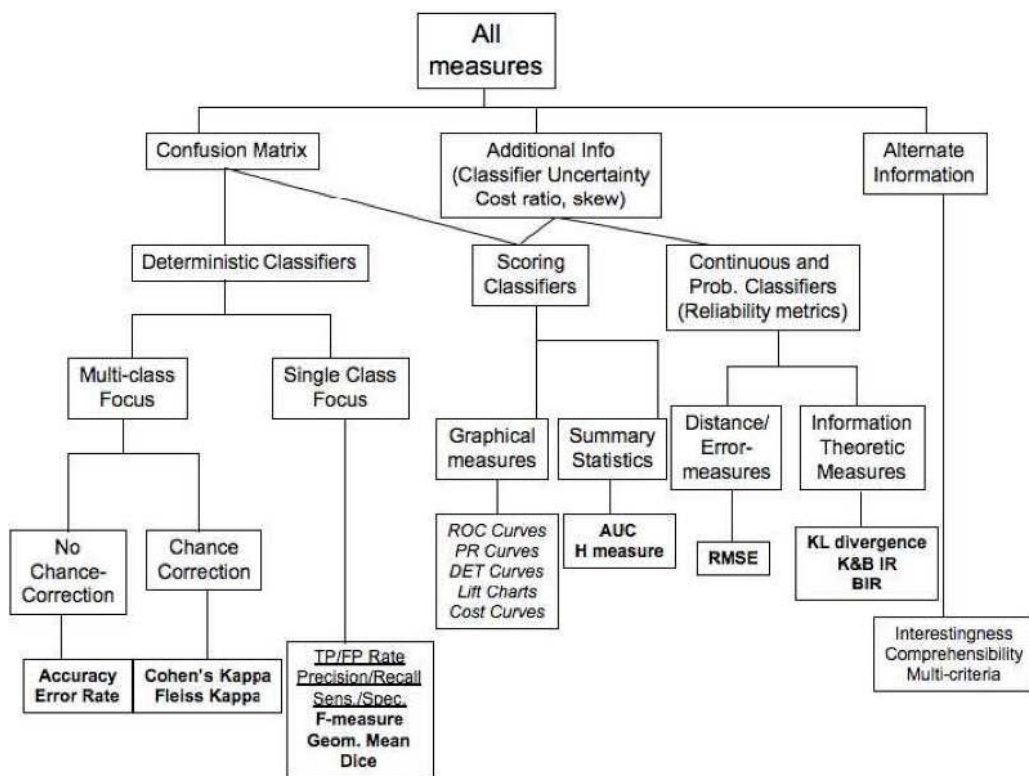 All
measures
Confusion Matrix
Additional Info
(Classifier Uncertainty
Cost ratio, skew)
Alternate
Information
Deterministic Classifiers
Scoring
Classifiers
Continuous and
Prob. Classifiers
(Reliability metrics)
Multi-class
Focus
Single Class
Focus
Graphical
measures
Summary
Statistics
Distance/
Error-
measures
Information
Theoretic
Measures
No
Chance-
Correction
Chance
Correction
ROC Curves
PR Curves
DET Curves
Lift Charts
Cost Curves
AUC
H measure
RMSE
KL divergence
K&B IR
BIR
Accuracy
Error Rate
Cohen's Kappa
Fleiss Kappa
TP/FP Rate
Precision/Recall
Sens./Spec.
F-measure
Geom. Mean
Dice
Interestingness
Comprehensibility
Multi-criteria